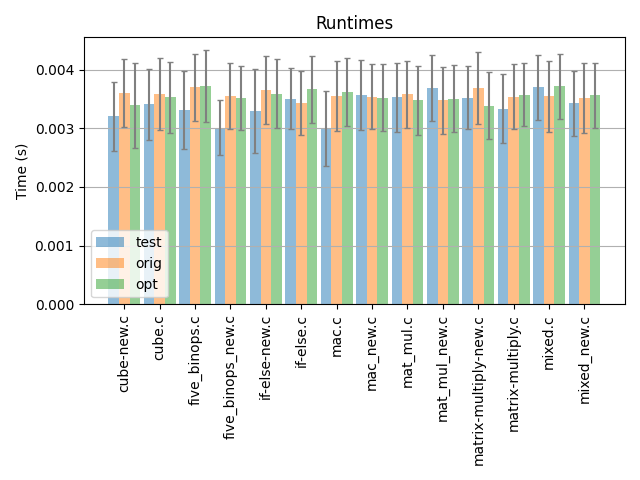 Runtimes
Time (s)
0.004
0.003
0.002
0.001
0.000
test
orig
opt
cube-new.c
cube.c
five_binops.c
five_binops_new.c
if-else-new.c
if-else.c
mac.c
mac_new.c
mat_mul.c
mat_mul_new.c
matrix-multiply-new.c
matrix-multiply.c
mixed.c
mixed_new.c